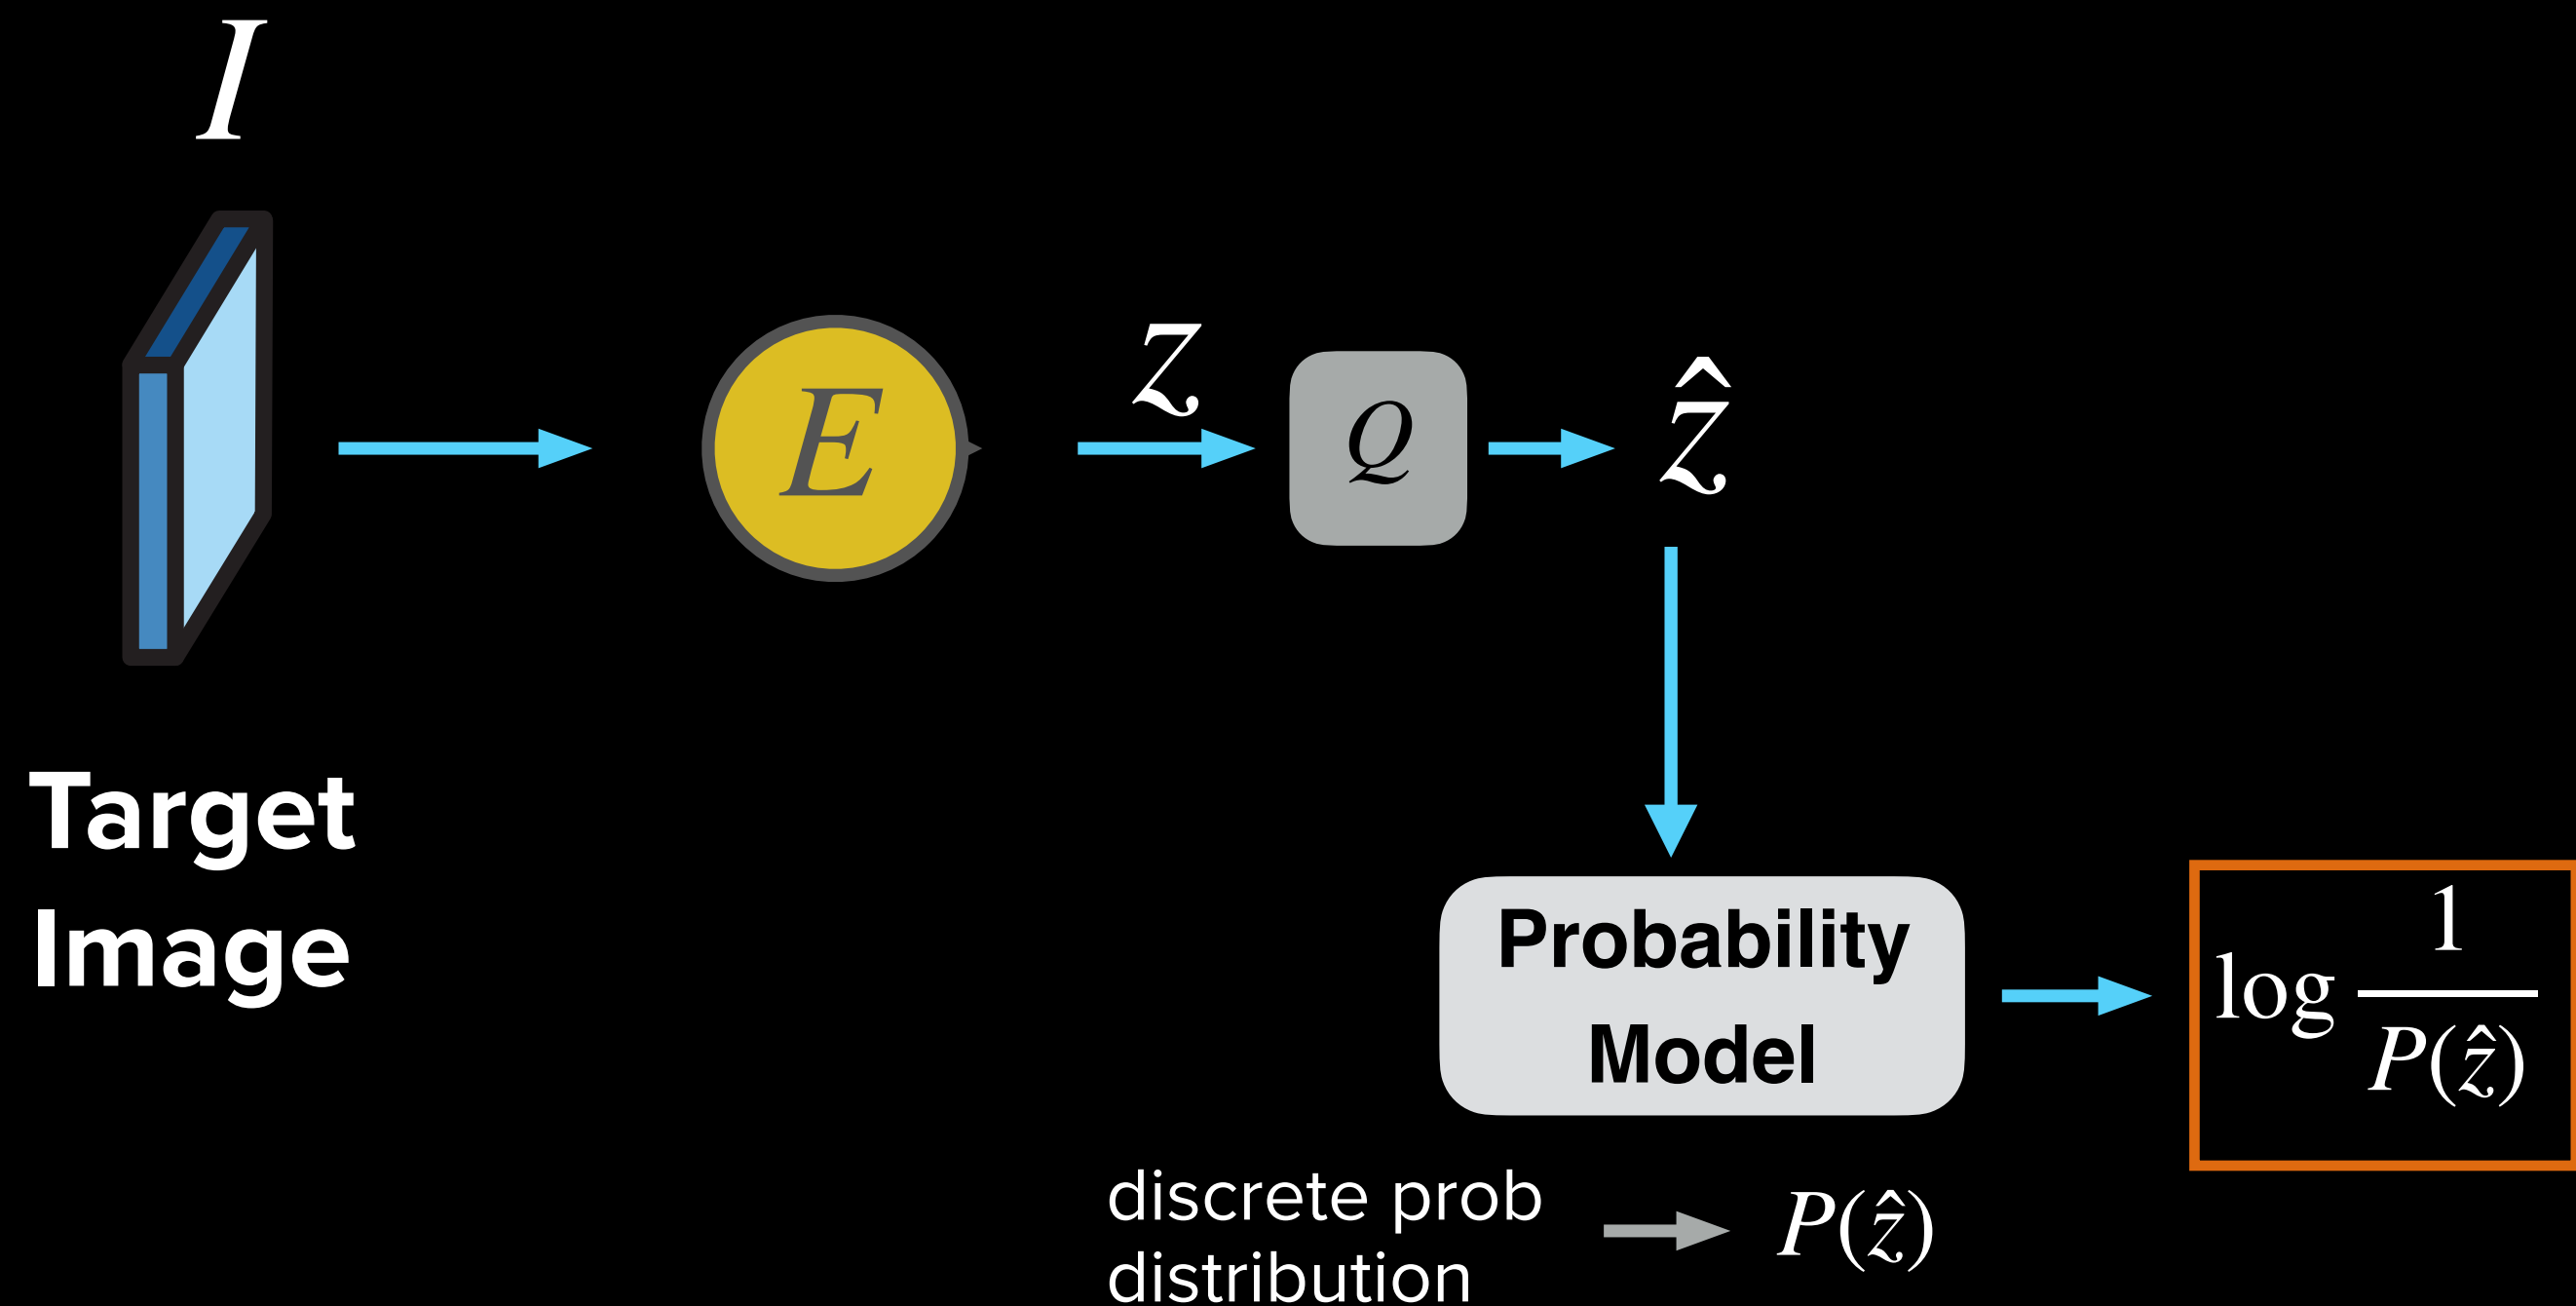 I
E
z
Q
ẑ
Target
Image
Probability
Model
log 1/P(ẑ)
discrete prob
distribution
P(ẑ)